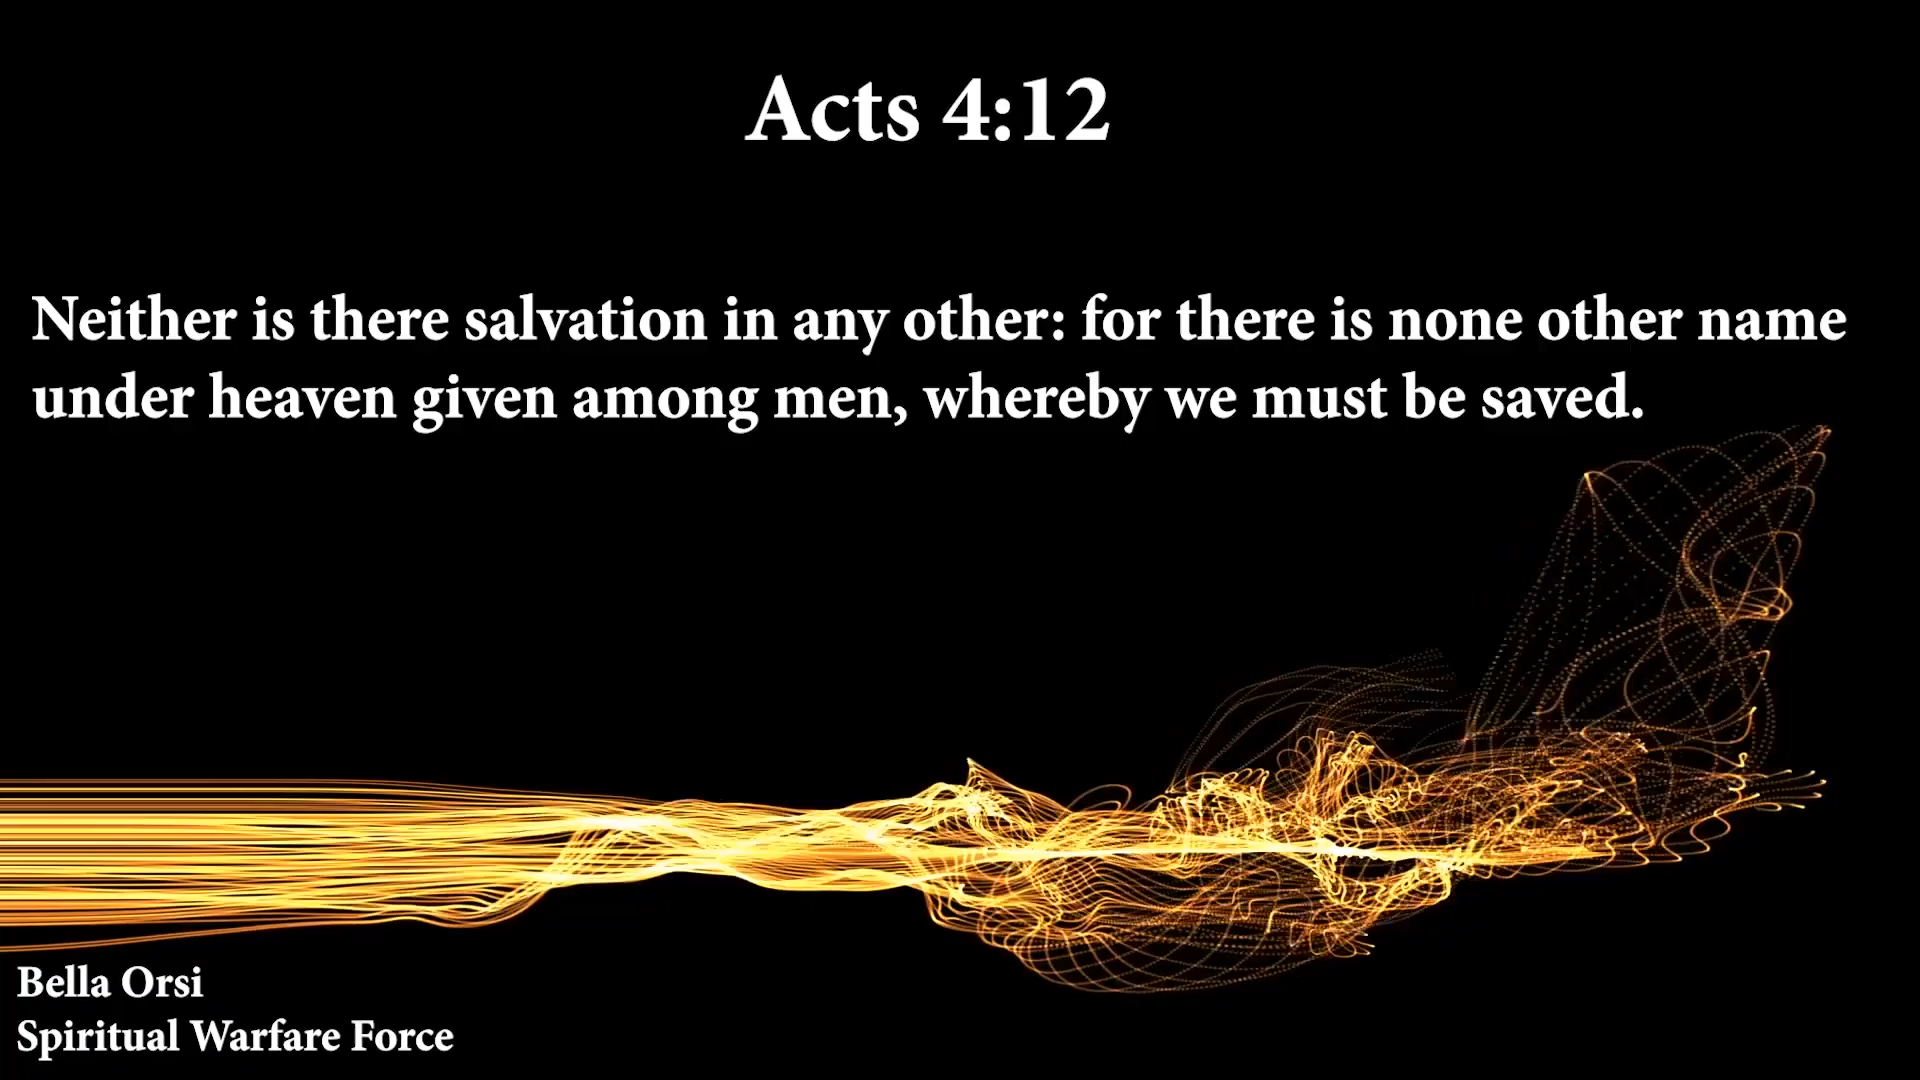 Acts 4:12
Neither is there salvation in any other: for there is none other name
under heaven given among men, whereby we must be saved.
Bella Orsi
Spiritual Warfare Force